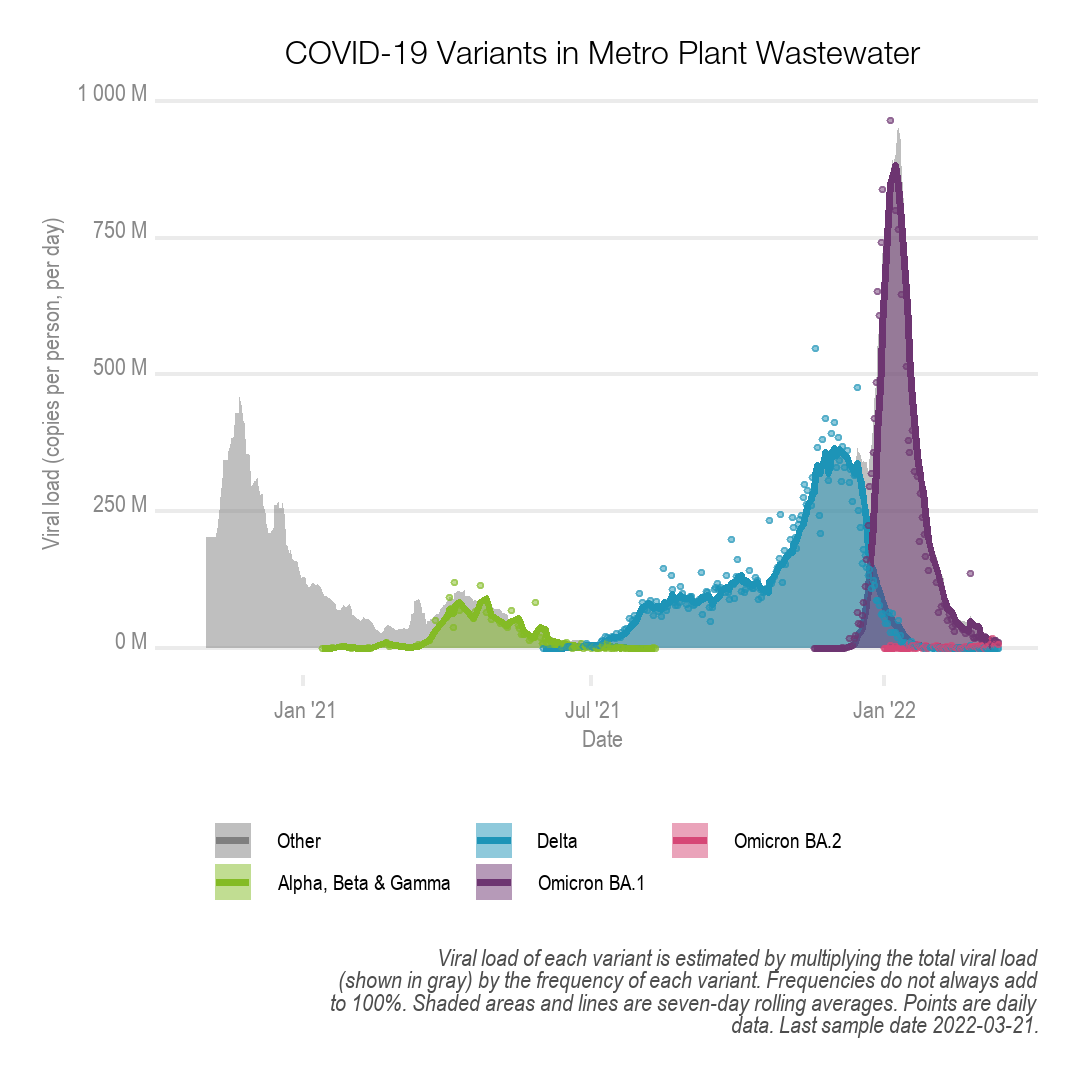 COVID-19 Variants in Metro Plant Wastewater
1 000 M
750 M
500 M
250 M
0 M
Viral load (copies per person, per day)
Jan '21
Jul '21
Jan '22
Date
Other
Delta
Omicron BA.2
Alpha, Beta & Gamma
Omicron BA.1
Viral load of each variant is estimated by multiplying the total viral load
(shown in gray) by the frequency of each variant. Frequencies do not always add
to 100%. Shaded areas and lines are seven-day rolling averages. Points are daily
data. Last sample date 2022-03-21.